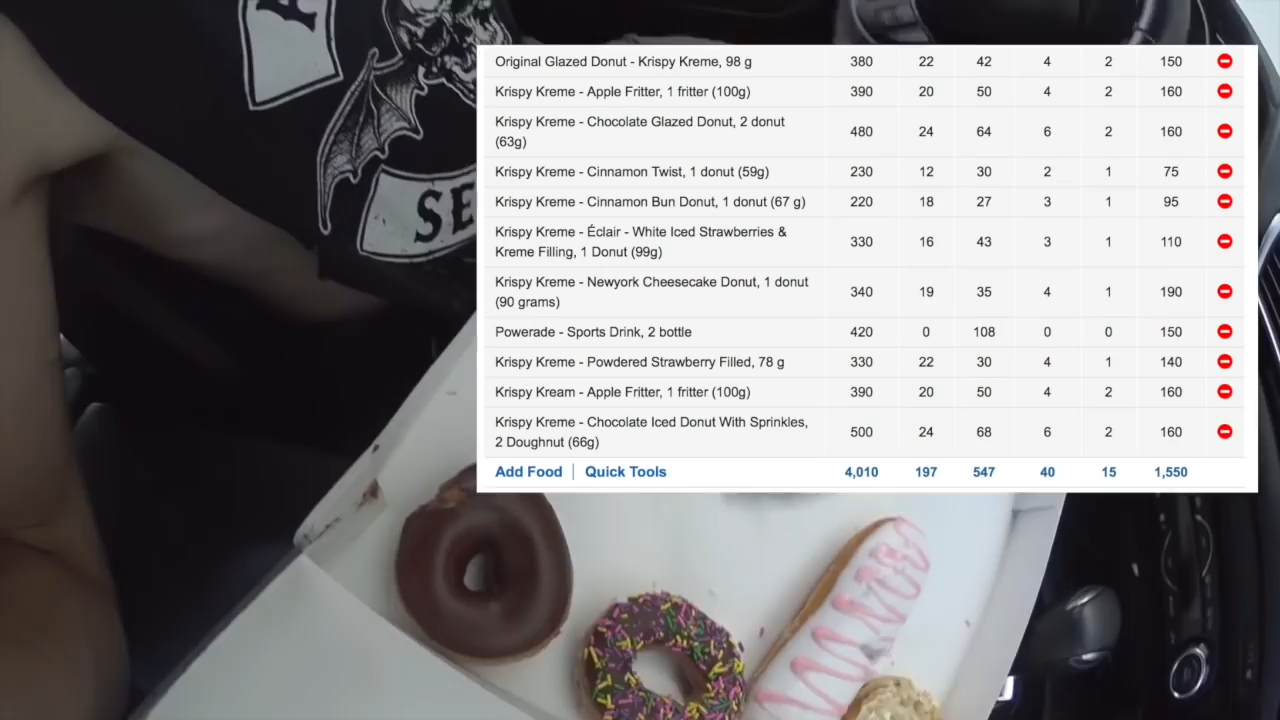 SE
Original Glazed Donut - Krispy Kreme, 98 g 380 22 42 4 2 150
Krispy Kreme - Apple Fritter, 1 fritter (100g) 390 20 50 4 2 160
Krispy Kreme - Chocolate Glazed Donut, 2 donut
(63g) 480 24 64 6 2 160
Krispy Kreme - Cinnamon Twist, 1 donut (59g) 230 12 30 2 1 75
Krispy Kreme - Cinnamon Bun Donut, 1 donut (67 g) 220 18 27 3 1 95
Krispy Kreme - Éclair - White Iced Strawberries &
Kreme Filling, 1 Donut (99g) 330 16 43 3 1 110
Krispy Kreme - Newyork Cheesecake Donut, 1 donut
(90 grams) 340 19 35 4 1 190
Powerade - Sports Drink, 2 bottle 420 0 108 0 0 150
Krispy Kreme - Powdered Strawberry Filled, 78 g 330 22 30 4 1 140
Krispy Kream - Apple Fritter, 1 fritter (100g) 390 20 50 4 2 160
Krispy Kreme - Chocolate Iced Donut With Sprinkles,
2 Doughnut (66g) 500 24 68 6 2 160
Add Food | Quick Tools 4,010 197 547 40 15 1,550